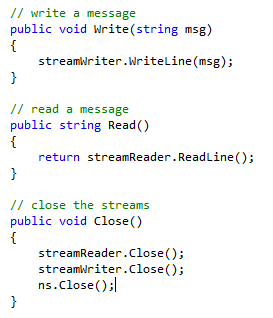 // write a message
public void Write(string msg)
{
    streamWriter.WriteLine(msg);
}
// read a message
public string Read()
{
    return streamReader.ReadLine();
}
// close the streams
public void Close()
{
    streamReader.Close();
    streamWriter.Close();
    ns.Close();
}